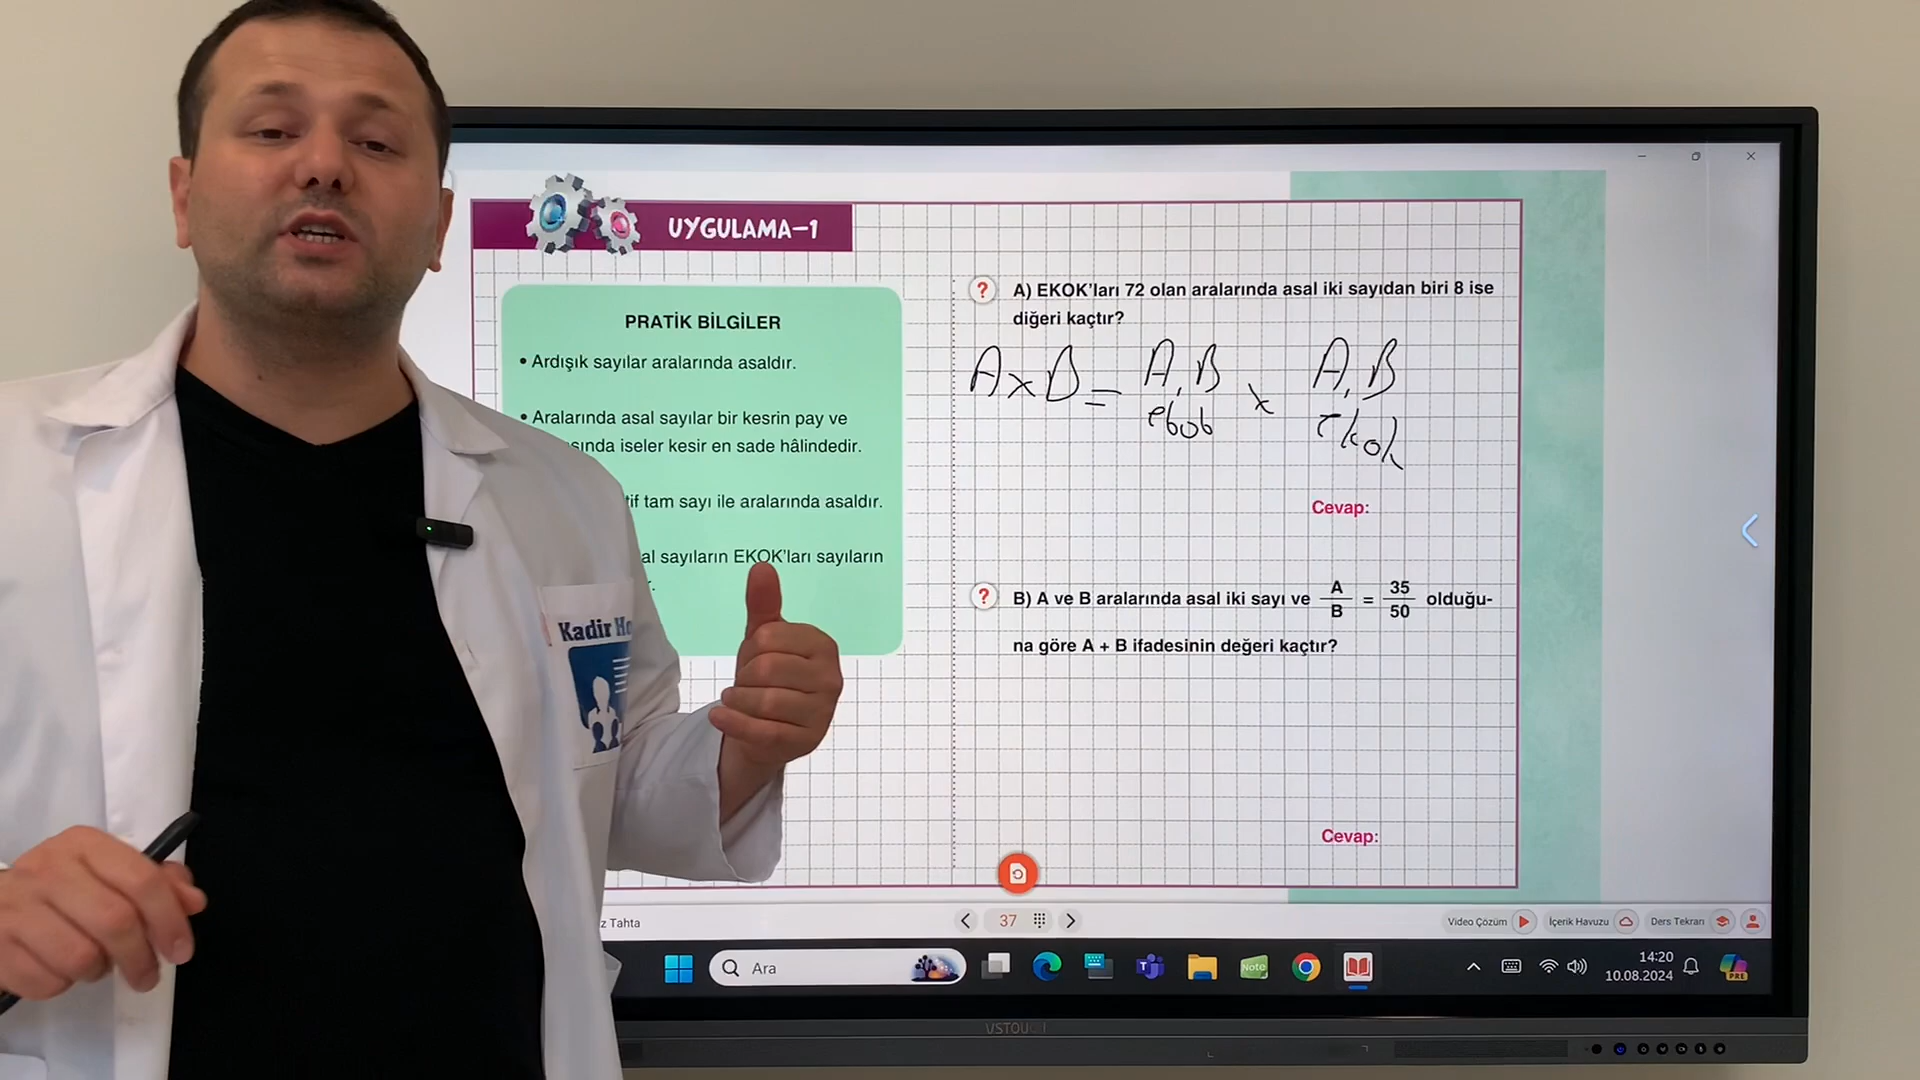 UYGULAMA-1
PRATİK BİLGİLER
• Ardışık sayılar aralarında asaldır.
• Aralarında asal sayılar bir kesrin pay ve
iseler kesir en sade hâlindedir.
tam sayı ile aralarında asaldır.
sayıların EKOK'ları sayıların
? A) EKOK'ları 72 olan aralarında asal iki sayıdan biri 8 ise
diğeri kaçtır?
A x B = A, B x A, B
ebob ekok
Cevap:
? B) A ve B aralarında asal iki sayı ve A/B = 35/50 olduğu-
na göre A + B ifadesinin değeri kaçtır?
Cevap:
Kadir
Tahta
37
Video Çözüm
İçerik Havuzu
Ders Tekrarı
Ara
Note
14:20
10.08.2024
PRE